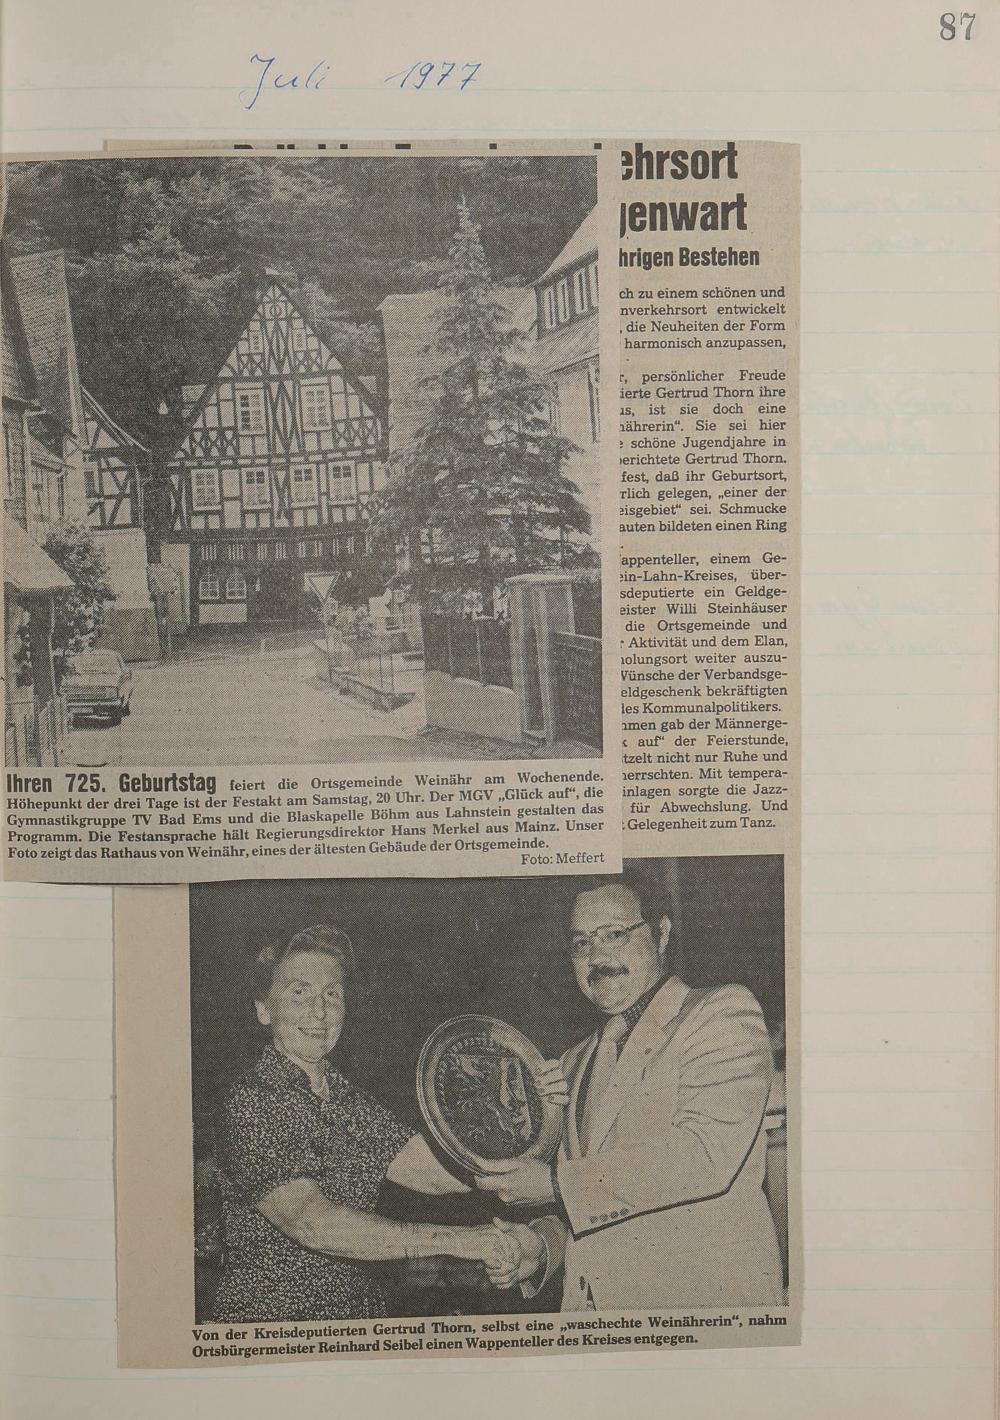 87
Juli 1977
ehrsort
genwart
hrigen Bestehen
ch zu einem schönen und
nverkehrsort entwickelt
, die Neuheiten der Form
harmonisch anzupassen,
r, persönlicher Freude
ierte Gertrud Thorn ihre
us, ist sie doch eine
nährerin“. Sie sei hier
e schöne Jugendjahre in
berichtete Gertrud Thorn.
fest, daß ihr Geburtsort,
rlich gelegen, „einer der
eisgebiet“ sei. Schmucke
auten bildeten einen Ring
appenteller, einem Ge-
ein-Lahn-Kreises, über-
sdeputierte ein Geldge-
eister Willi Steinhäuser
die Ortsgemeinde und
r Aktivität und dem Elan,
holungsort weiter auszu-
Wünsche der Verbandsge-
eldgeschenk bekräftigten
des Kommunalpolitikers.
hmen gab der Männerge-
k auf“ der Feierstunde,
tzelt nicht nur Ruhe und
herrschten. Mit tempera-
inlagen sorgte die Jazz-
für Abwechslung. Und
t Gelegenheit zum Tanz.
Ihren 725. Geburtstag feiert die Ortsgemeinde Weinähr am Wochenende.
Höhepunkt der drei Tage ist der Festakt am Samstag, 20 Uhr. Der MGV „Glück auf“, die
Gymnastikgruppe TV Bad Ems und die Blaskapelle Böhm aus Lahnstein gestalten das
Programm. Die Festansprache hält Regierungsdirektor Hans Merkel aus Mainz. Unser
Foto zeigt das Rathaus von Weinähr, eines der ältesten Gebäude der Ortsgemeinde.
Foto: Meffert
Von der Kreisdeputierten Gertrud Thorn, selbst eine „waschechte Weinährerin“, nahm
Ortsbürgermeister Reinhard Seibel einen Wappenteller des Kreises entgegen.